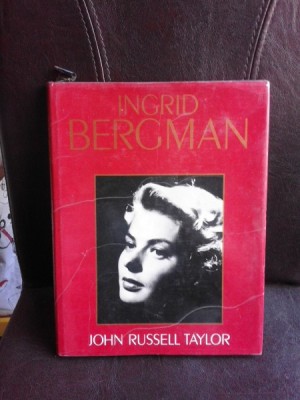 INGRID
BERGMAN
JOHN RUSSELL TAYLOR